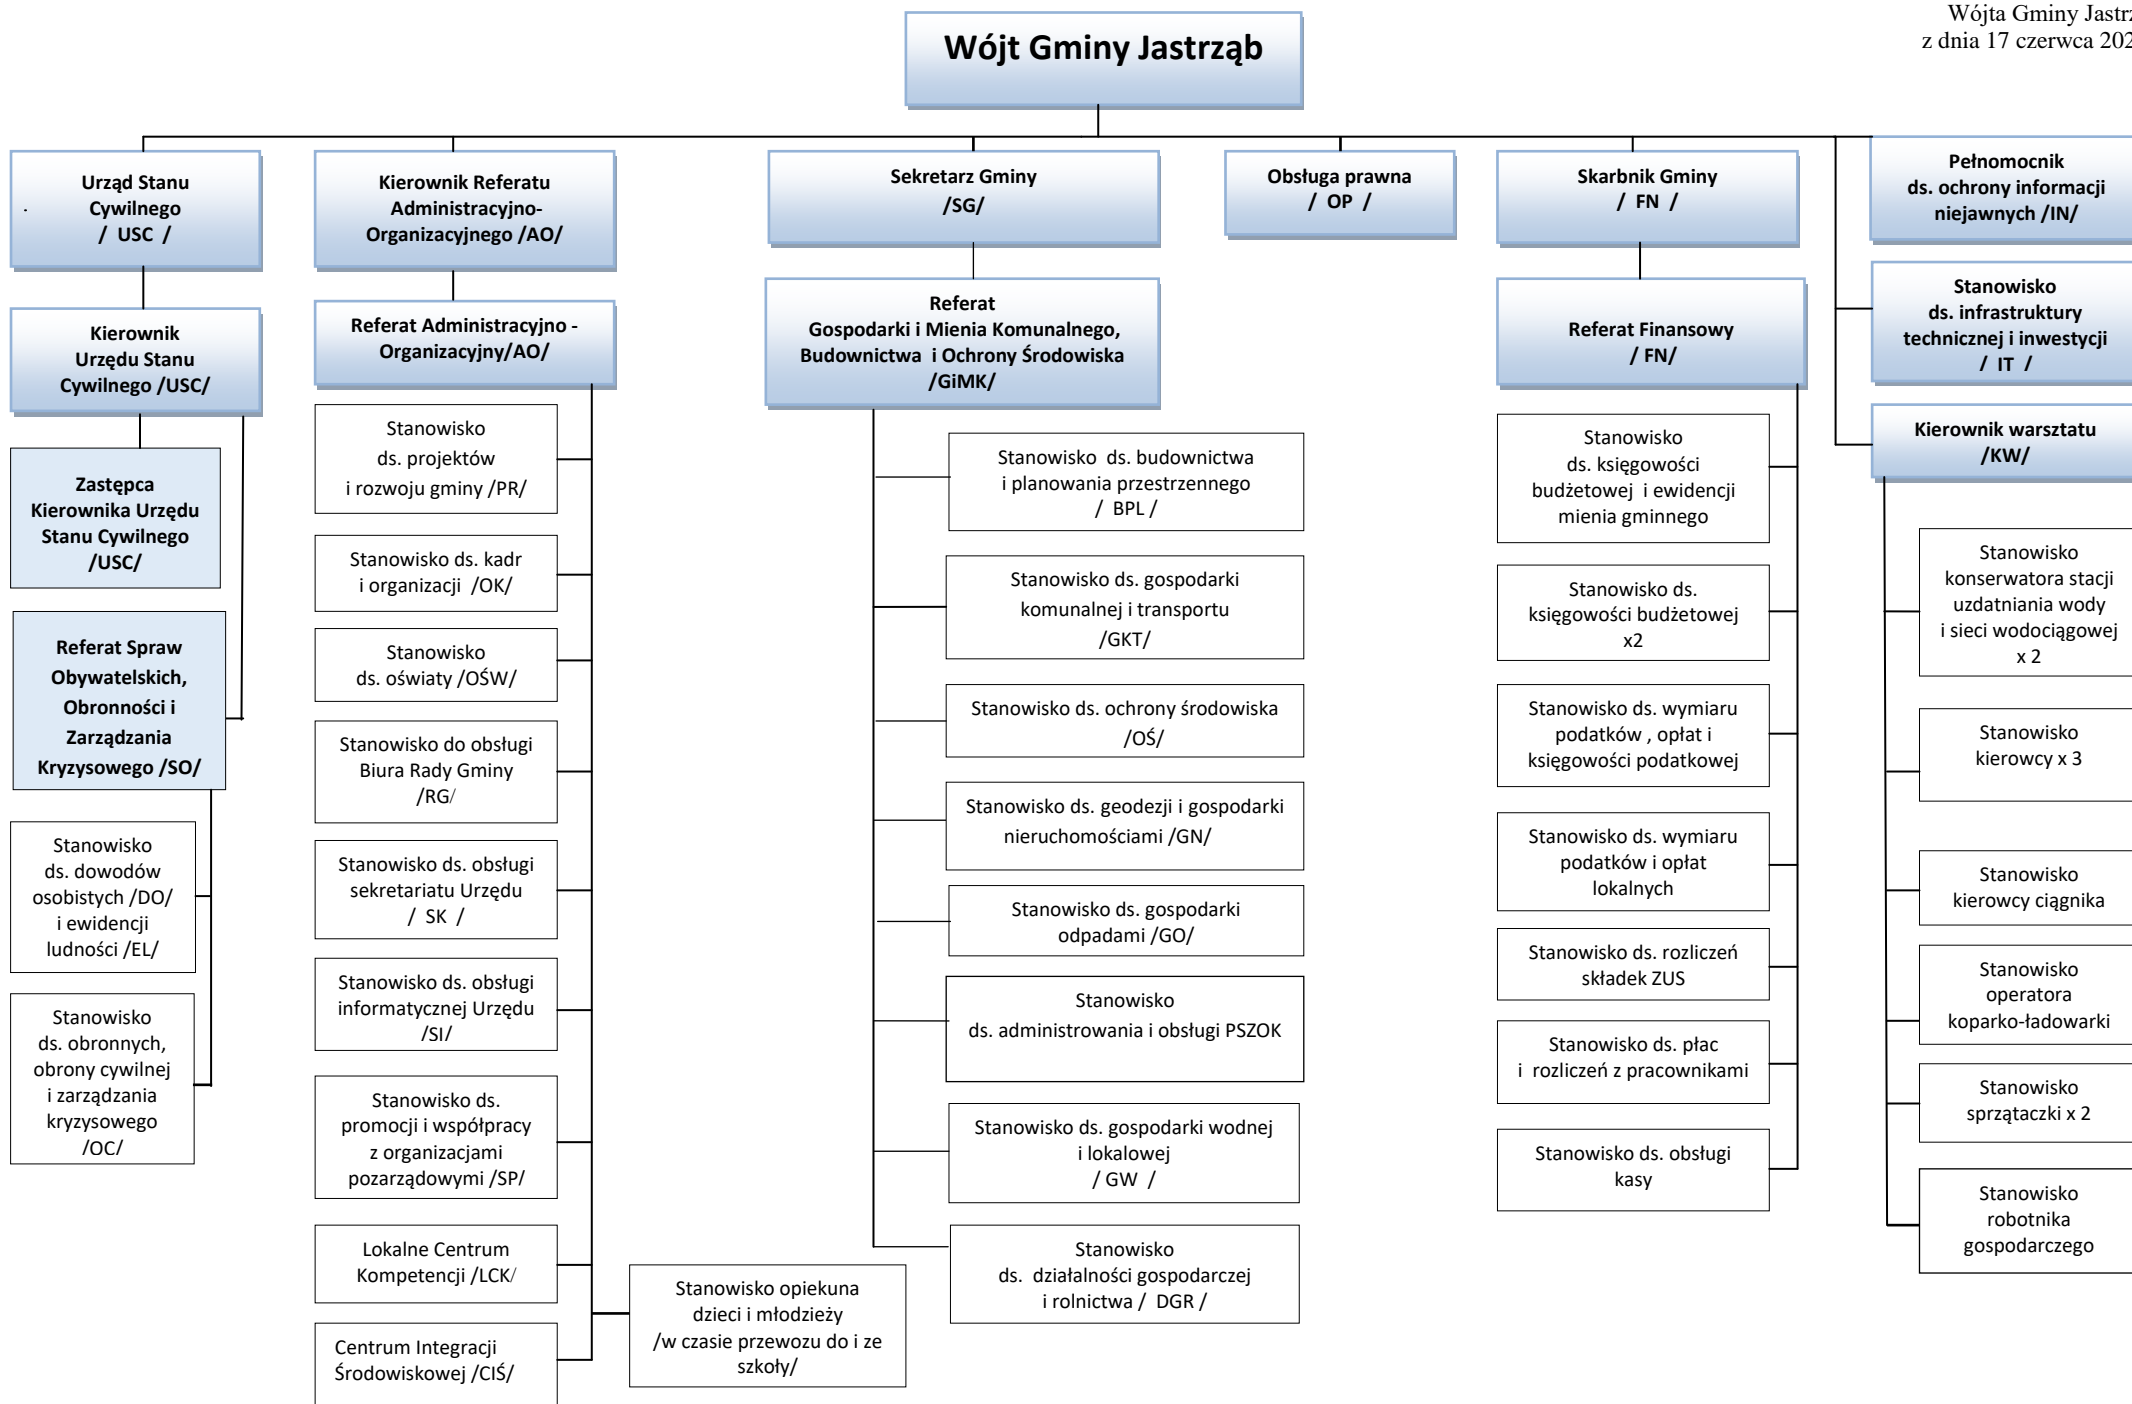 Wójta Gminy Jastrz
z dnia 17 czerwca 202
Wójt Gminy Jastrząb
Urząd Stanu
Cywilnego
/ USC /
Kierownik Referatu
Administracyjno-
Organizacyjnego /AO/
Sekretarz Gminy
/SG/
Obsługa prawna
/ OP /
Skarbnik Gminy
/ FN /
Pełnomocnik
ds. ochrony informacji
niejawnych /IN/
Kierownik
Urzędu Stanu
Cywilnego /USC/
Referat Administracyjno -
Organizacyjny/AO/
Referat
Gospodarki i Mienia Komunalnego,
Budownictwa i Ochrony Środowiska
/GiMK/
Referat Finansowy
/ FN/
Stanowisko
ds. infrastruktury
technicznej i inwestycji
/ IT /
Kierownik warsztatu
/KW/
Zastępca
Kierownika Urzędu
Stanu Cywilnego
/USC/
Referat Spraw
Obywatelskich,
Obronności i
Zarządzania
Kryzysowego /SO/
Stanowisko
ds. dowodów
osobistych /DO/
i ewidencji
ludności /EL/
Stanowisko
ds. obronnych,
obrony cywilnej
i zarządzania
kryzysowego
/OC/
Stanowisko
ds. projektów
i rozwoju gminy /PR/
Stanowisko ds. kadr
i organizacji /OK/
Stanowisko
ds. oświaty /OŚW/
Stanowisko do obsługi
Biura Rady Gminy
/RG/
Stanowisko ds. obsługi
sekretariatu Urzędu
/ SK /
Stanowisko ds. obsługi
informatycznej Urzędu
/SI/
Stanowisko ds.
promocji i współpracy
z organizacjami
pozarządowymi /SP/
Lokalne Centrum
Kompetencji /LCK/
Centrum Integracji
Środowiskowej /CIŚ/
Stanowisko opiekuna
dzieci i młodzieży
/w czasie przewozu do i ze
szkoły/
Stanowisko ds. budownictwa
i planowania przestrzennego
/ BPL /
Stanowisko ds. gospodarki
komunalnej i transportu
/GKT/
Stanowisko ds. ochrony środowiska
/OŚ/
Stanowisko ds. geodezji i gospodarki
nieruchomościami /GN/
Stanowisko ds. gospodarki
odpadami /GO/
Stanowisko
ds. administrowania i obsługi PSZOK
Stanowisko ds. gospodarki wodnej
i lokalowej
/ GW /
Stanowisko
ds. działalności gospodarczej
i rolnictwa / DGR /
Stanowisko
ds. księgowości
budżetowej i ewidencji
mienia gminnego
Stanowisko ds.
księgowości budżetowej
x2
Stanowisko ds. wymiaru
podatków , opłat i
księgowości podatkowej
Stanowisko ds. wymiaru
podatków i opłat
lokalnych
Stanowisko ds. rozliczeń
składek ZUS
Stanowisko ds. płac
i rozliczeń z pracownikami
Stanowisko ds. obsługi
kasy
Stanowisko
konserwatora stacji
uzdatniania wody
i sieci wodociągowej
x 2
Stanowisko
kierowcy x 3
Stanowisko
kierowcy ciągnika
Stanowisko
operatora
koparko-ładowarki
Stanowisko
sprzątaczki x 2
Stanowisko
robotnika
gospodarczego